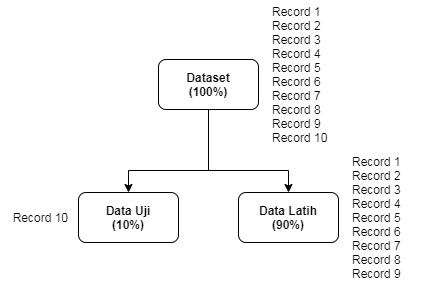 Record 1
Record 2
Record 3
Record 4
Record 5
Record 6
Record 7
Record 8
Record 9
Record 10
Dataset
(100%)
Record 10
Data Uji
(10%)
Data Latih
(90%)
Record 1
Record 2
Record 3
Record 4
Record 5
Record 6
Record 7
Record 8
Record 9